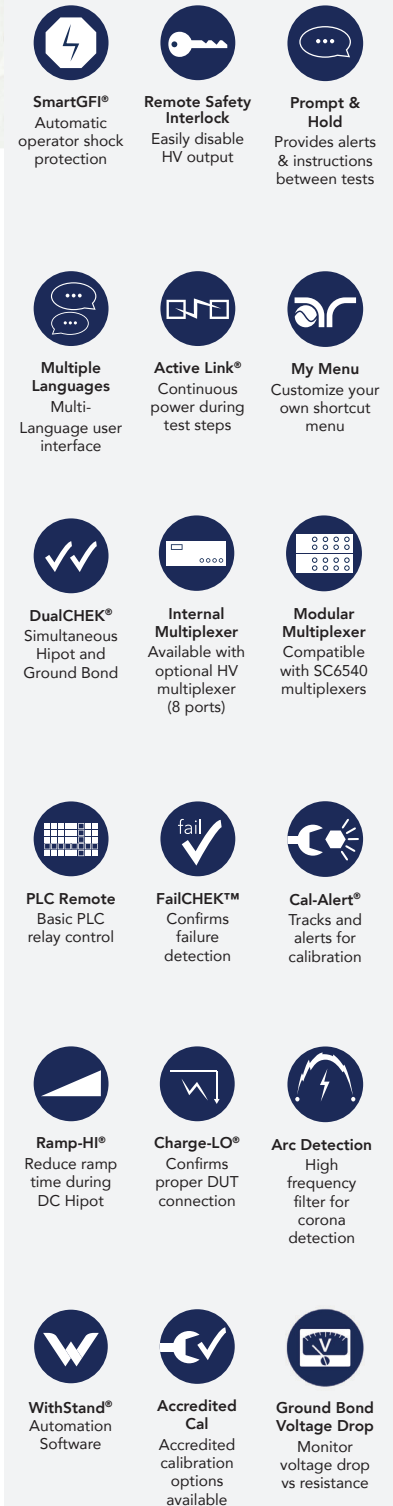 SmartGFI®
Automatic
operator shock
protection
Remote Safety
Interlock
Easily disable
HV output
Prompt &
Hold
Provides alerts
& instructions
between tests
Multiple
Languages
Multi-
Language user
interface
Active Link®
Continuous
power during
test steps
ar
My Menu
Customize your
own shortcut
menu
DualCHEK®
Simultaneous
Hipot and
Ground Bond
Internal
Multiplexer
Available with
optional HV
multiplexer
(8 ports)
Modular
Multiplexer
Compatible
with SC6540
multiplexers
PLC Remote
Basic PLC
relay control
fail
FailCHEK™
Confirms
failure
detection
Cal-Alert®
Tracks and
alerts for
calibration
Ramp-HI®
Reduce ramp
time during
DC Hipot
Charge-LO®
Confirms
proper DUT
connection
Arc Detection
High
frequency
filter for
corona
detection
W
WithStand®
Automation
Software
Accredited
Cal
Accredited
calibration
options
available
V
Ground Bond
Voltage Drop
Monitor
voltage drop
vs resistance